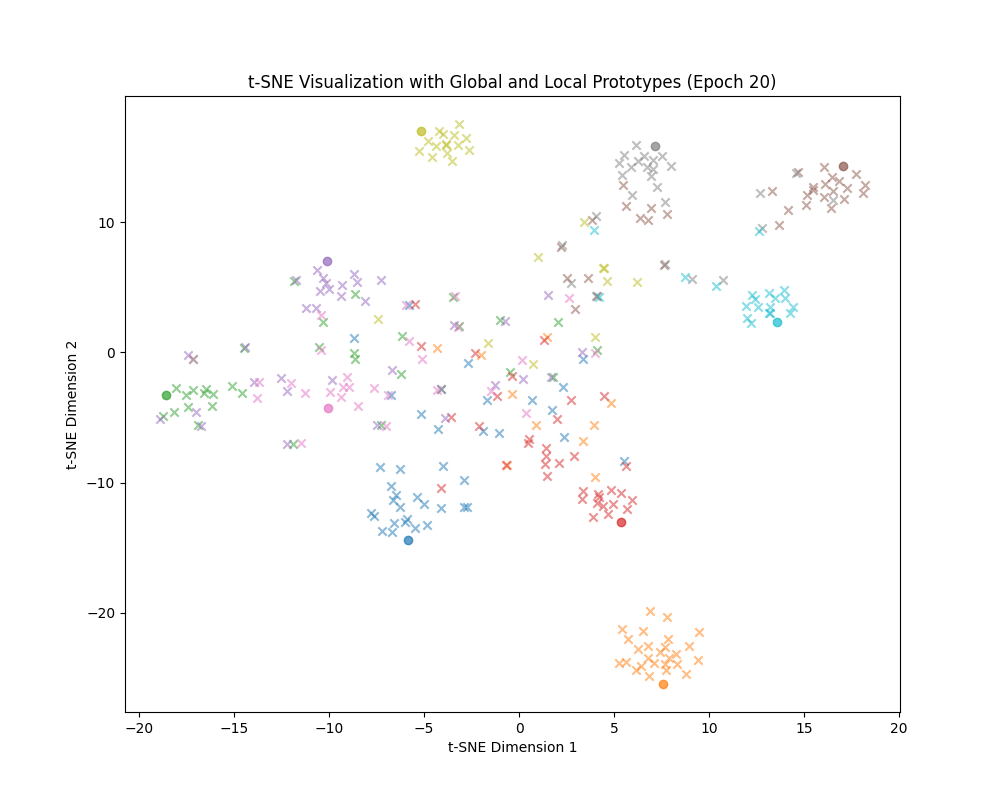 t-SNE Visualization with Global and Local Prototypes (Epoch 20)
10
0
−10
−20
t-SNE Dimension 2
−20 −15 −10 −5 0 5 10 15 20
t-SNE Dimension 1